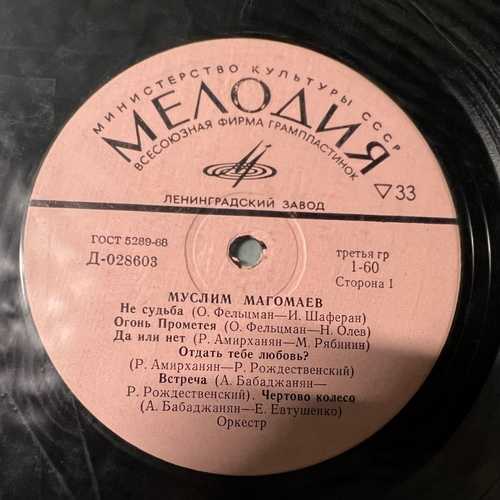 МИНИСТЕРСТВО КУЛЬТУРЫ СССР
МЕЛОДИЯ
ВСЕСОЮЗНАЯ ФИРМА ГРАМПЛАСТИНОК
ЛЕНИНГРАДСКИЙ ЗАВОД
▽33
ГОСТ 5289-68
Д-028603
третья гр
1-60
Сторона 1
МУСЛИМ МАГОМАЕВ
Не судьба (О. Фельцман—И. Шаферан)
Огонь Прометея (О. Фельцман—Н. Олев)
Да или нет (Р. Амирханян—М. Рябинин)
Отдать тебе любовь?
(Р. Амирханян—Р. Рождественский)
Встреча (А. Бабаджанян—
Р. Рождественский). Чертово колесо
(А. Бабаджанян—Е. Евтушенко)
Оркестр